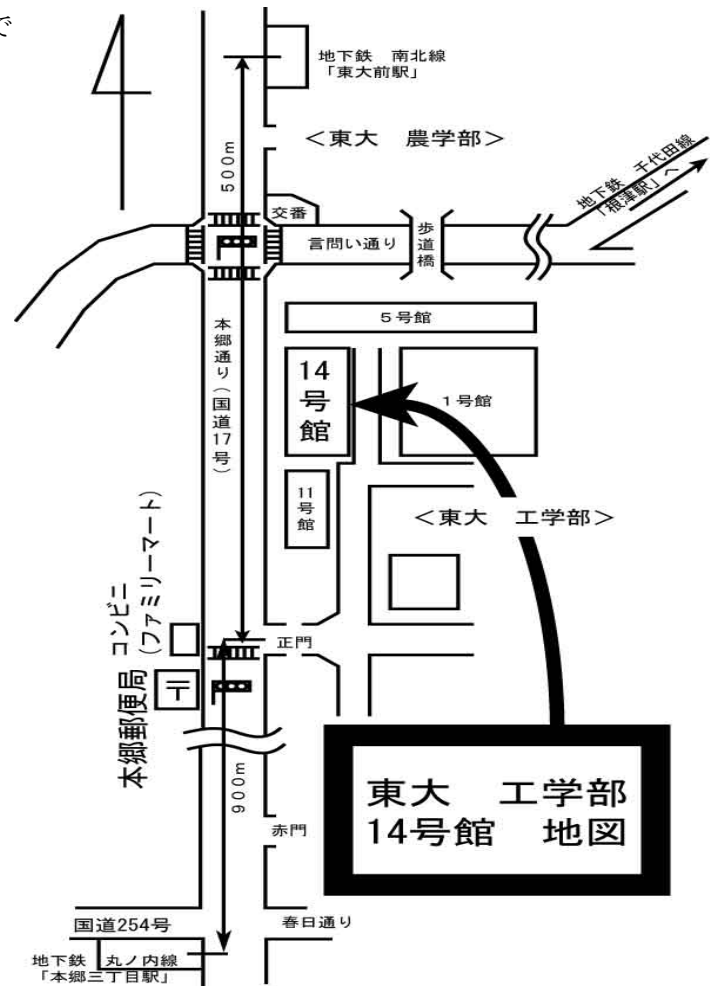 で
地下鉄 南北線
「東大前駅」
500m
＜東大 農学部＞
地下鉄 千代田線
「根津駅」へ
交番
言問い通り
歩道橋
5号館
本郷通り(国道17号)
14号館
1号館
11号館
＜東大 工学部＞
コンビニ
(ファミリーマート)
正門
本郷郵便局
〒
900m
東大 工学部
14号館 地図
赤門
国道254号
春日通り
地下鉄 丸ノ内線
「本郷三丁目駅」